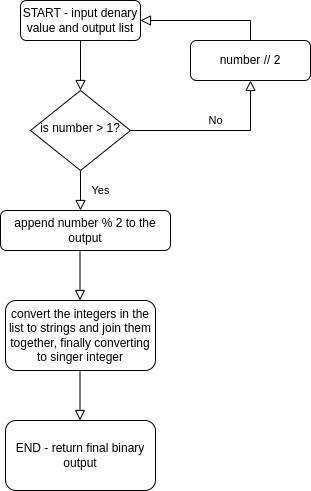 START - input denary
value and output list
number // 2
is number > 1?
No
Yes
append number % 2 to the
output
convert the integers in the
list to strings and join them
together, finally converting
to singer integer
END - return final binary
output